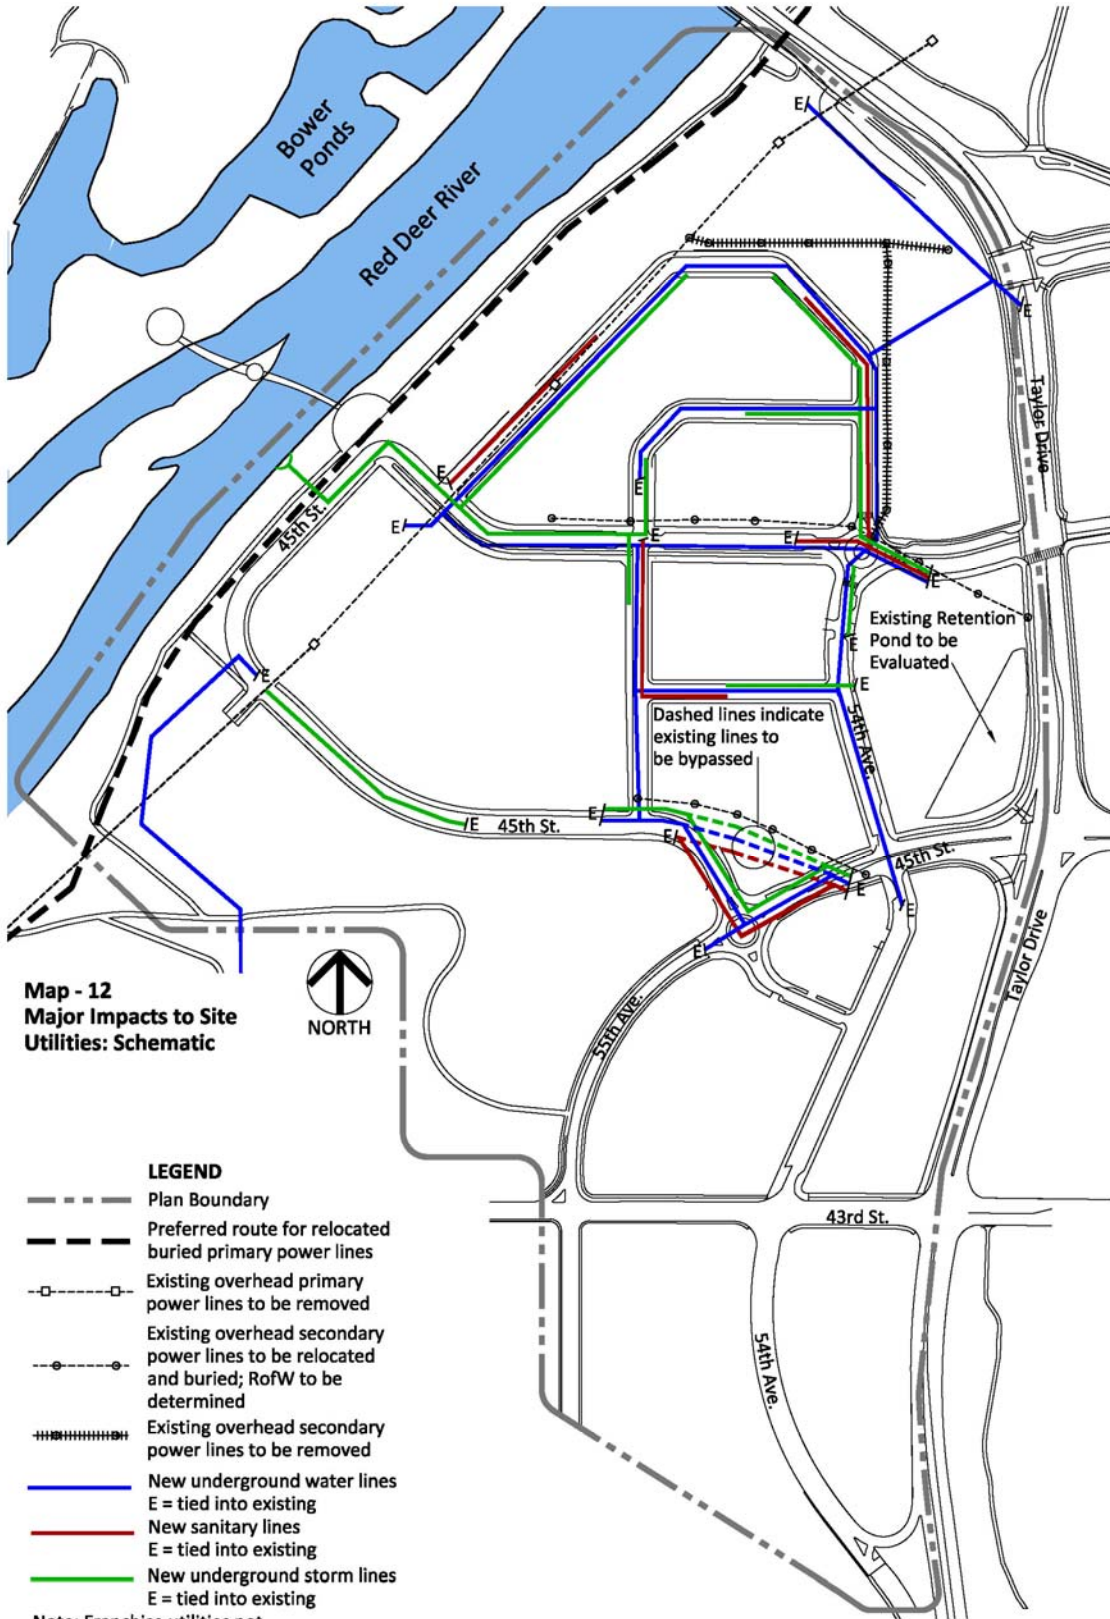 Bower
Ponds
Red Deer River
E
E
Taylor Drive
E
E
E
E
E
45th St.
E
Existing Retention
Pond to be
Evaluated
E
E
E
Dashed lines indicate
existing lines to
be bypassed
54th Ave.
E
45th St.
E
E
45th St.
E
E
E
Taylor Drive
Map - 12
Major Impacts to Site
Utilities: Schematic
NORTH
55th Ave.
43rd St.
54th Ave.
LEGEND
Plan Boundary
Preferred route for relocated
buried primary power lines
Existing overhead primary
power lines to be removed
Existing overhead secondary
power lines to be relocated
and buried; RofW to be
determined
Existing overhead secondary
power lines to be removed
New underground water lines
E = tied into existing
New sanitary lines
E = tied into existing
New underground storm lines
E = tied into existing
Note: Franchise utilities not